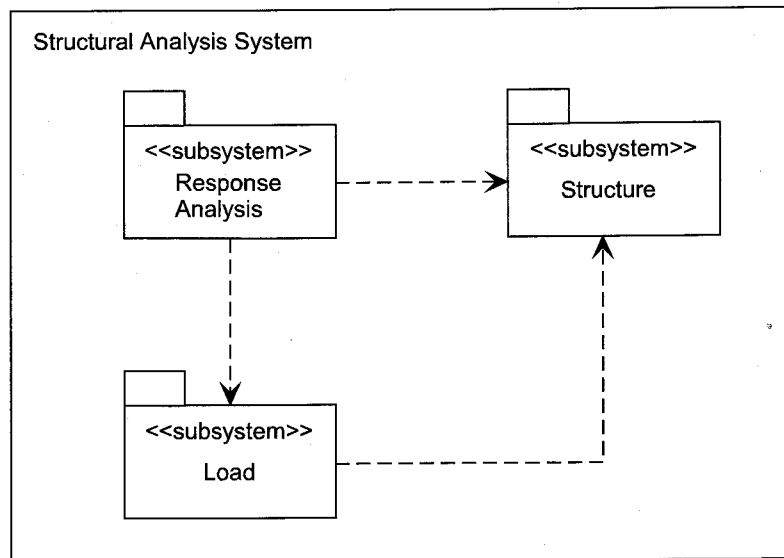 Structural Analysis System
<<subsystem>>
Response
Analysis
<<subsystem>>
Structure
<<subsystem>>
Load